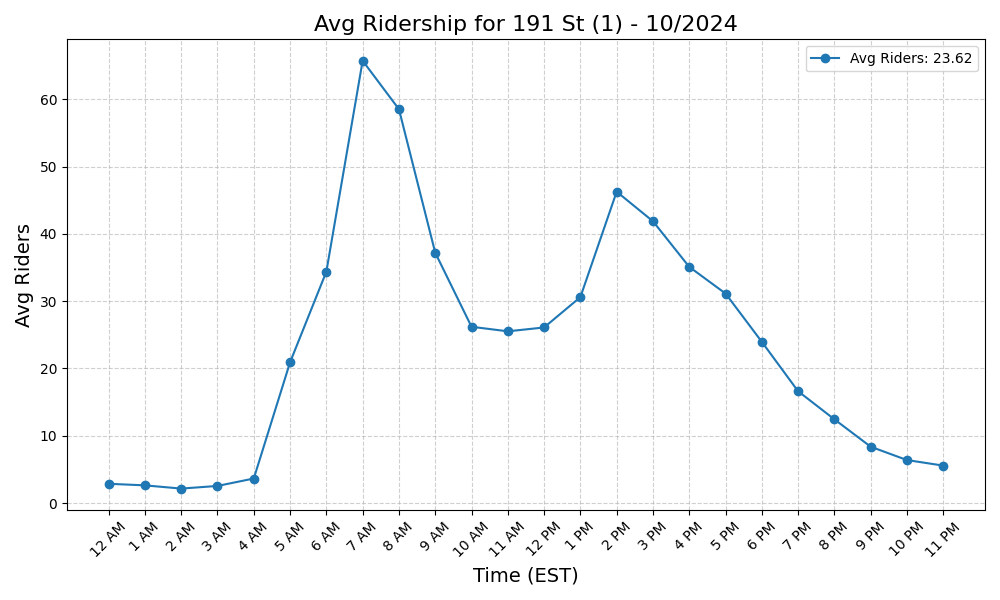 Avg Ridership for 191 St (1) - 10/2024
Avg Riders: 23.62
Avg Riders
60
50
40
30
20
10
0
12 AM
1 AM
2 AM
3 AM
4 AM
5 AM
6 AM
7 AM
8 AM
9 AM
10 AM
11 AM
12 PM
1 PM
2 PM
3 PM
4 PM
5 PM
6 PM
7 PM
8 PM
9 PM
10 PM
11 PM
Time (EST)